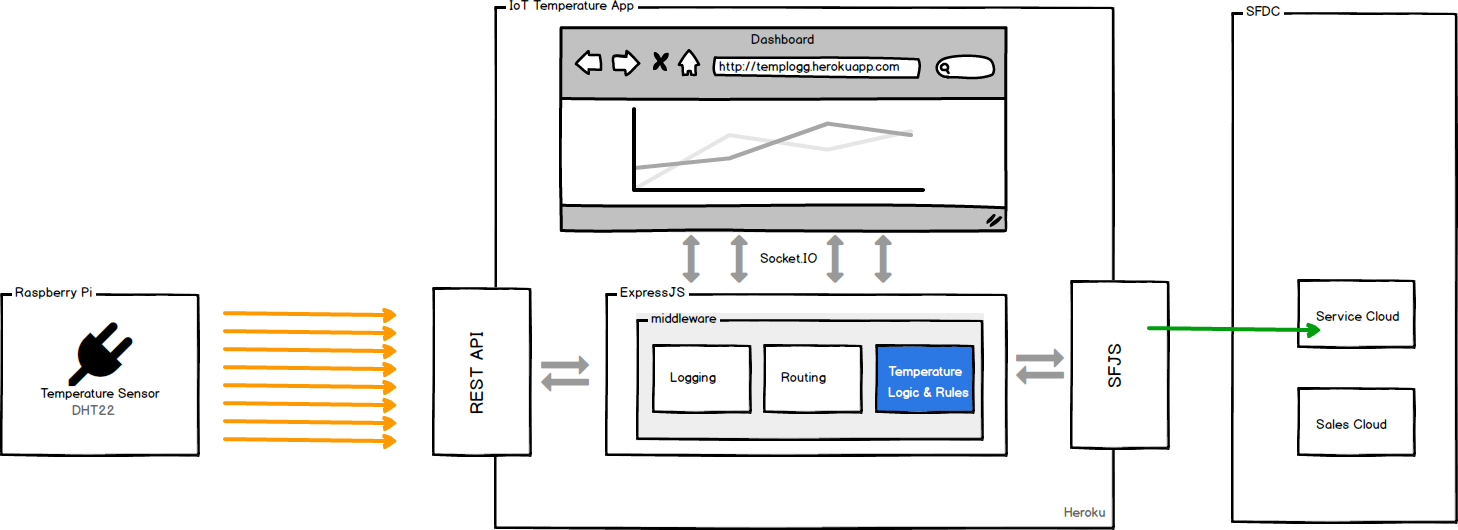 IoT Temperature App
SFDC
Dashboard
http://templogg.herokuapp.com
Socket.IO
Raspberry Pi
Temperature Sensor
DHT22
REST API
ExpressJS
middleware
Logging
Routing
Temperature
Logic & Rules
SFJS
Service Cloud
Sales Cloud
Heroku